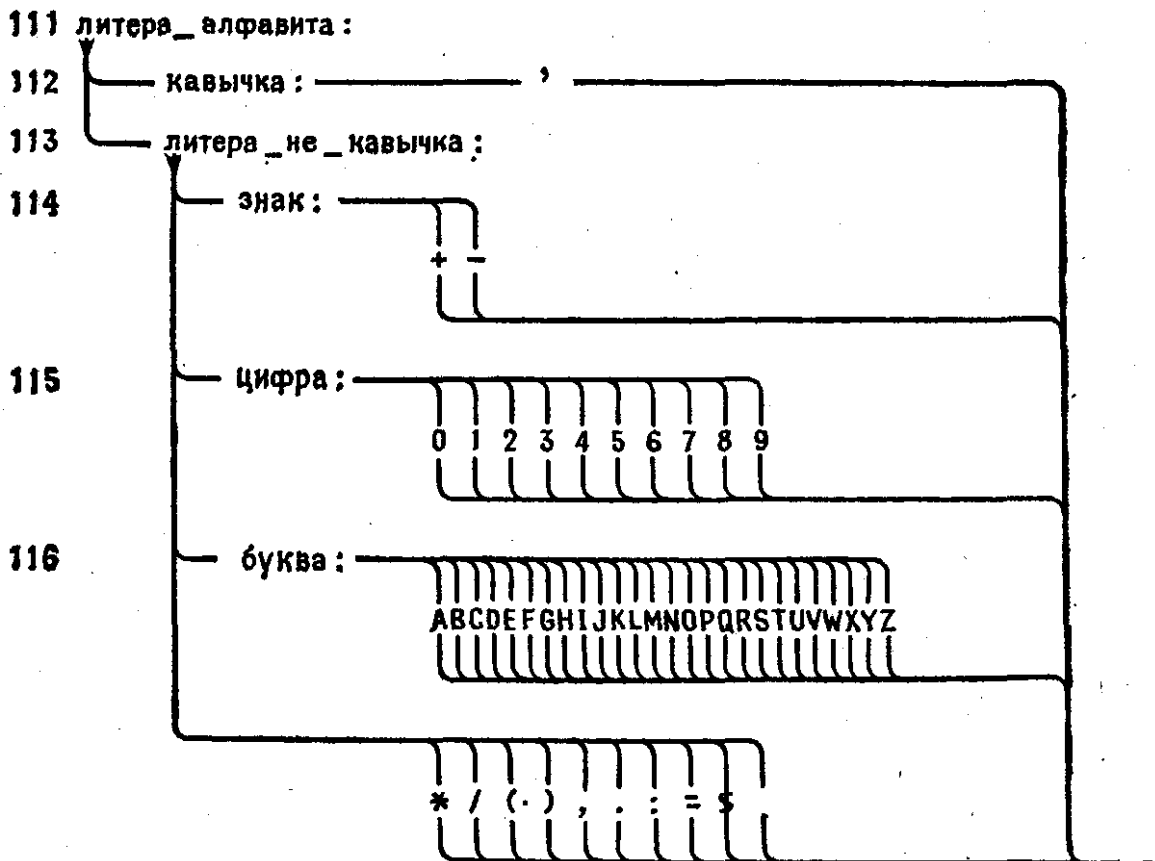 111 литера_алфавита:
112 кавычка: '
113 литера_не_кавычка:
114 знак:
+ -
115 цифра:
0 1 2 3 4 5 6 7 8 9
116 буква:
ABCDEFGHIJKLMNOPQRSTUVWXYZ
* / ( ) , . : = $